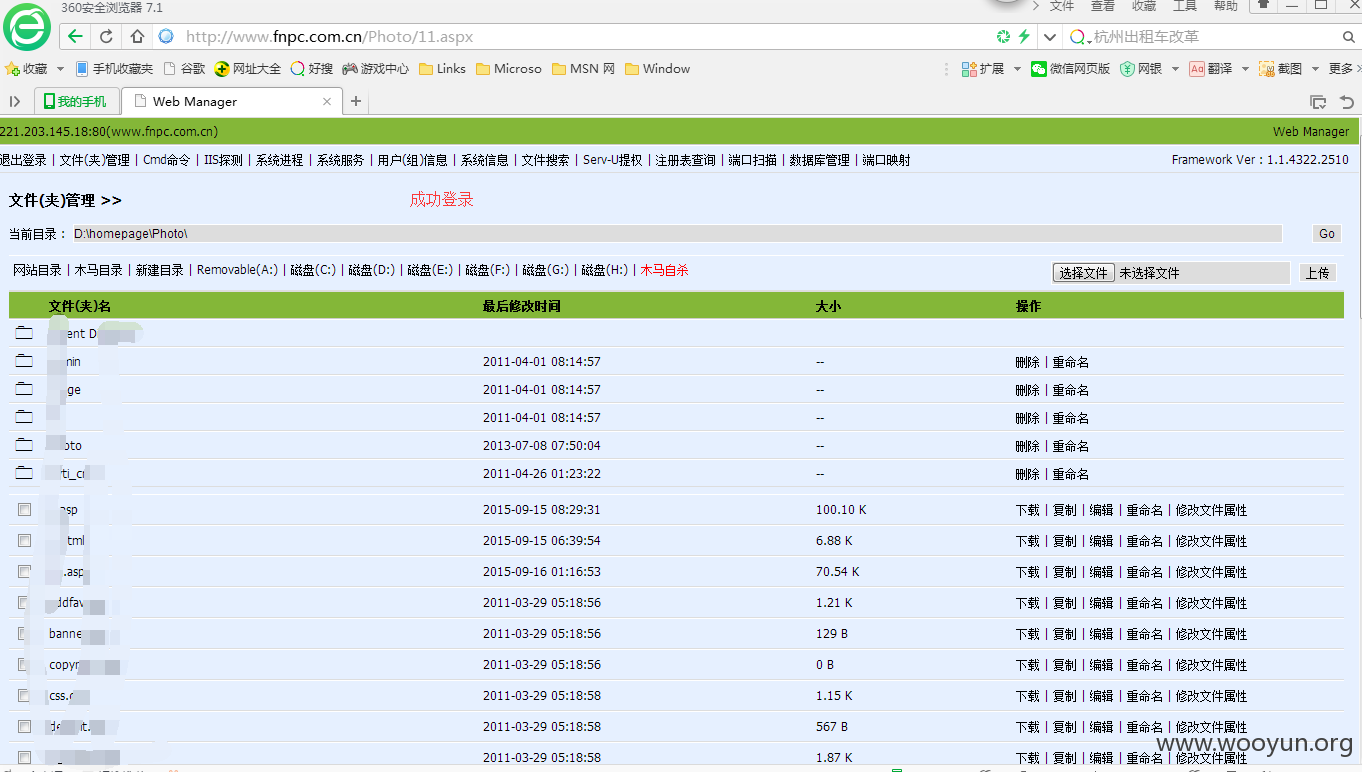 360安全浏览器 7.1
文件 查看 收藏 工具 帮助
http://www.fnpc.com.cn/Photo/11.aspx
杭州出租车改革
收藏 手机收藏夹 谷歌 网址大全 好搜 游戏中心 Links Microso MSN 网 Window 扩展 微信网页版 网银 翻译 截图 更多
我的手机 Web Manager
221.203.145.18:80(www.fnpc.com.cn) Web Manager
退出登录 | 文件(夹)管理 | Cmd命令 | IIS探测 | 系统进程 | 系统服务 | 用户(组)信息 | 系统信息 | 文件搜索 | Serv-U提权 | 注册表查询 | 端口扫描 | 数据库管理 | 端口映射 Framework Ver : 1.1.4322.2510
文件(夹)管理 >> 成功登录
当前目录 : D:\homepage\Photo\ Go
网站目录 | 木马目录 | 新建目录 | Removable(A:) | 磁盘(C:) | 磁盘(D:) | 磁盘(E:) | 磁盘(F:) | 磁盘(G:) | 磁盘(H:) | 木马自杀 选择文件 未选择文件 上传
文件(夹)名 最后修改时间 大小 操作
ent D
min 2011-04-01 08:14:57 -- 删除 | 重命名
ge 2011-04-01 08:14:57 -- 删除 | 重命名
2011-04-01 08:14:57 -- 删除 | 重命名
oto 2013-07-08 07:50:04 -- 删除 | 重命名
ti_c 2011-04-26 01:23:22 -- 删除 | 重命名
asp 2015-09-15 08:29:31 100.10 K 下载 | 复制 | 编辑 | 重命名 | 修改文件属性
tml 2015-09-15 06:39:54 6.88 K 下载 | 复制 | 编辑 | 重命名 | 修改文件属性
.asp 2015-09-16 01:16:53 70.54 K 下载 | 复制 | 编辑 | 重命名 | 修改文件属性
ddfav 2011-03-29 05:18:56 1.21 K 下载 | 复制 | 编辑 | 重命名 | 修改文件属性
banne 2011-03-29 05:18:56 129 B 下载 | 复制 | 编辑 | 重命名 | 修改文件属性
copyr 2011-03-29 05:18:56 0 B 下载 | 复制 | 编辑 | 重命名 | 修改文件属性
css. 2011-03-29 05:18:58 1.15 K 下载 | 复制 | 编辑 | 重命名 | 修改文件属性
de t. 2011-03-29 05:18:58 567 B 下载 | 复制 | 编辑 | 重命名 | 修改文件属性
2011-03-29 05:18:58 1.87 K 下载 | 复制 | 编辑 | 重命名 | 修改文件属性
www.wooyun.org